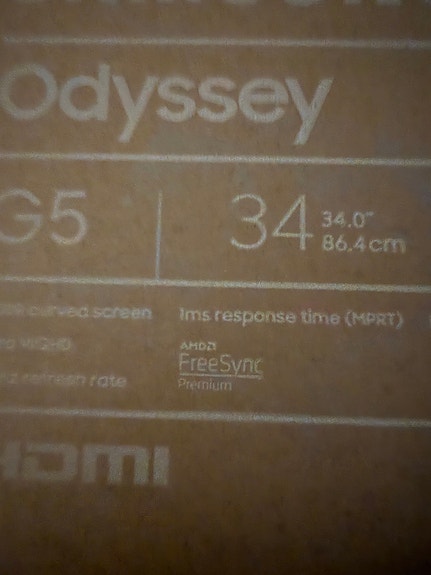 Odyssey
G5
34 34.0"
86.4cm
curved screen
1ms response time (MPRT)
WQHD
AMD
FreeSync
Premium
refresh rate
HDMI